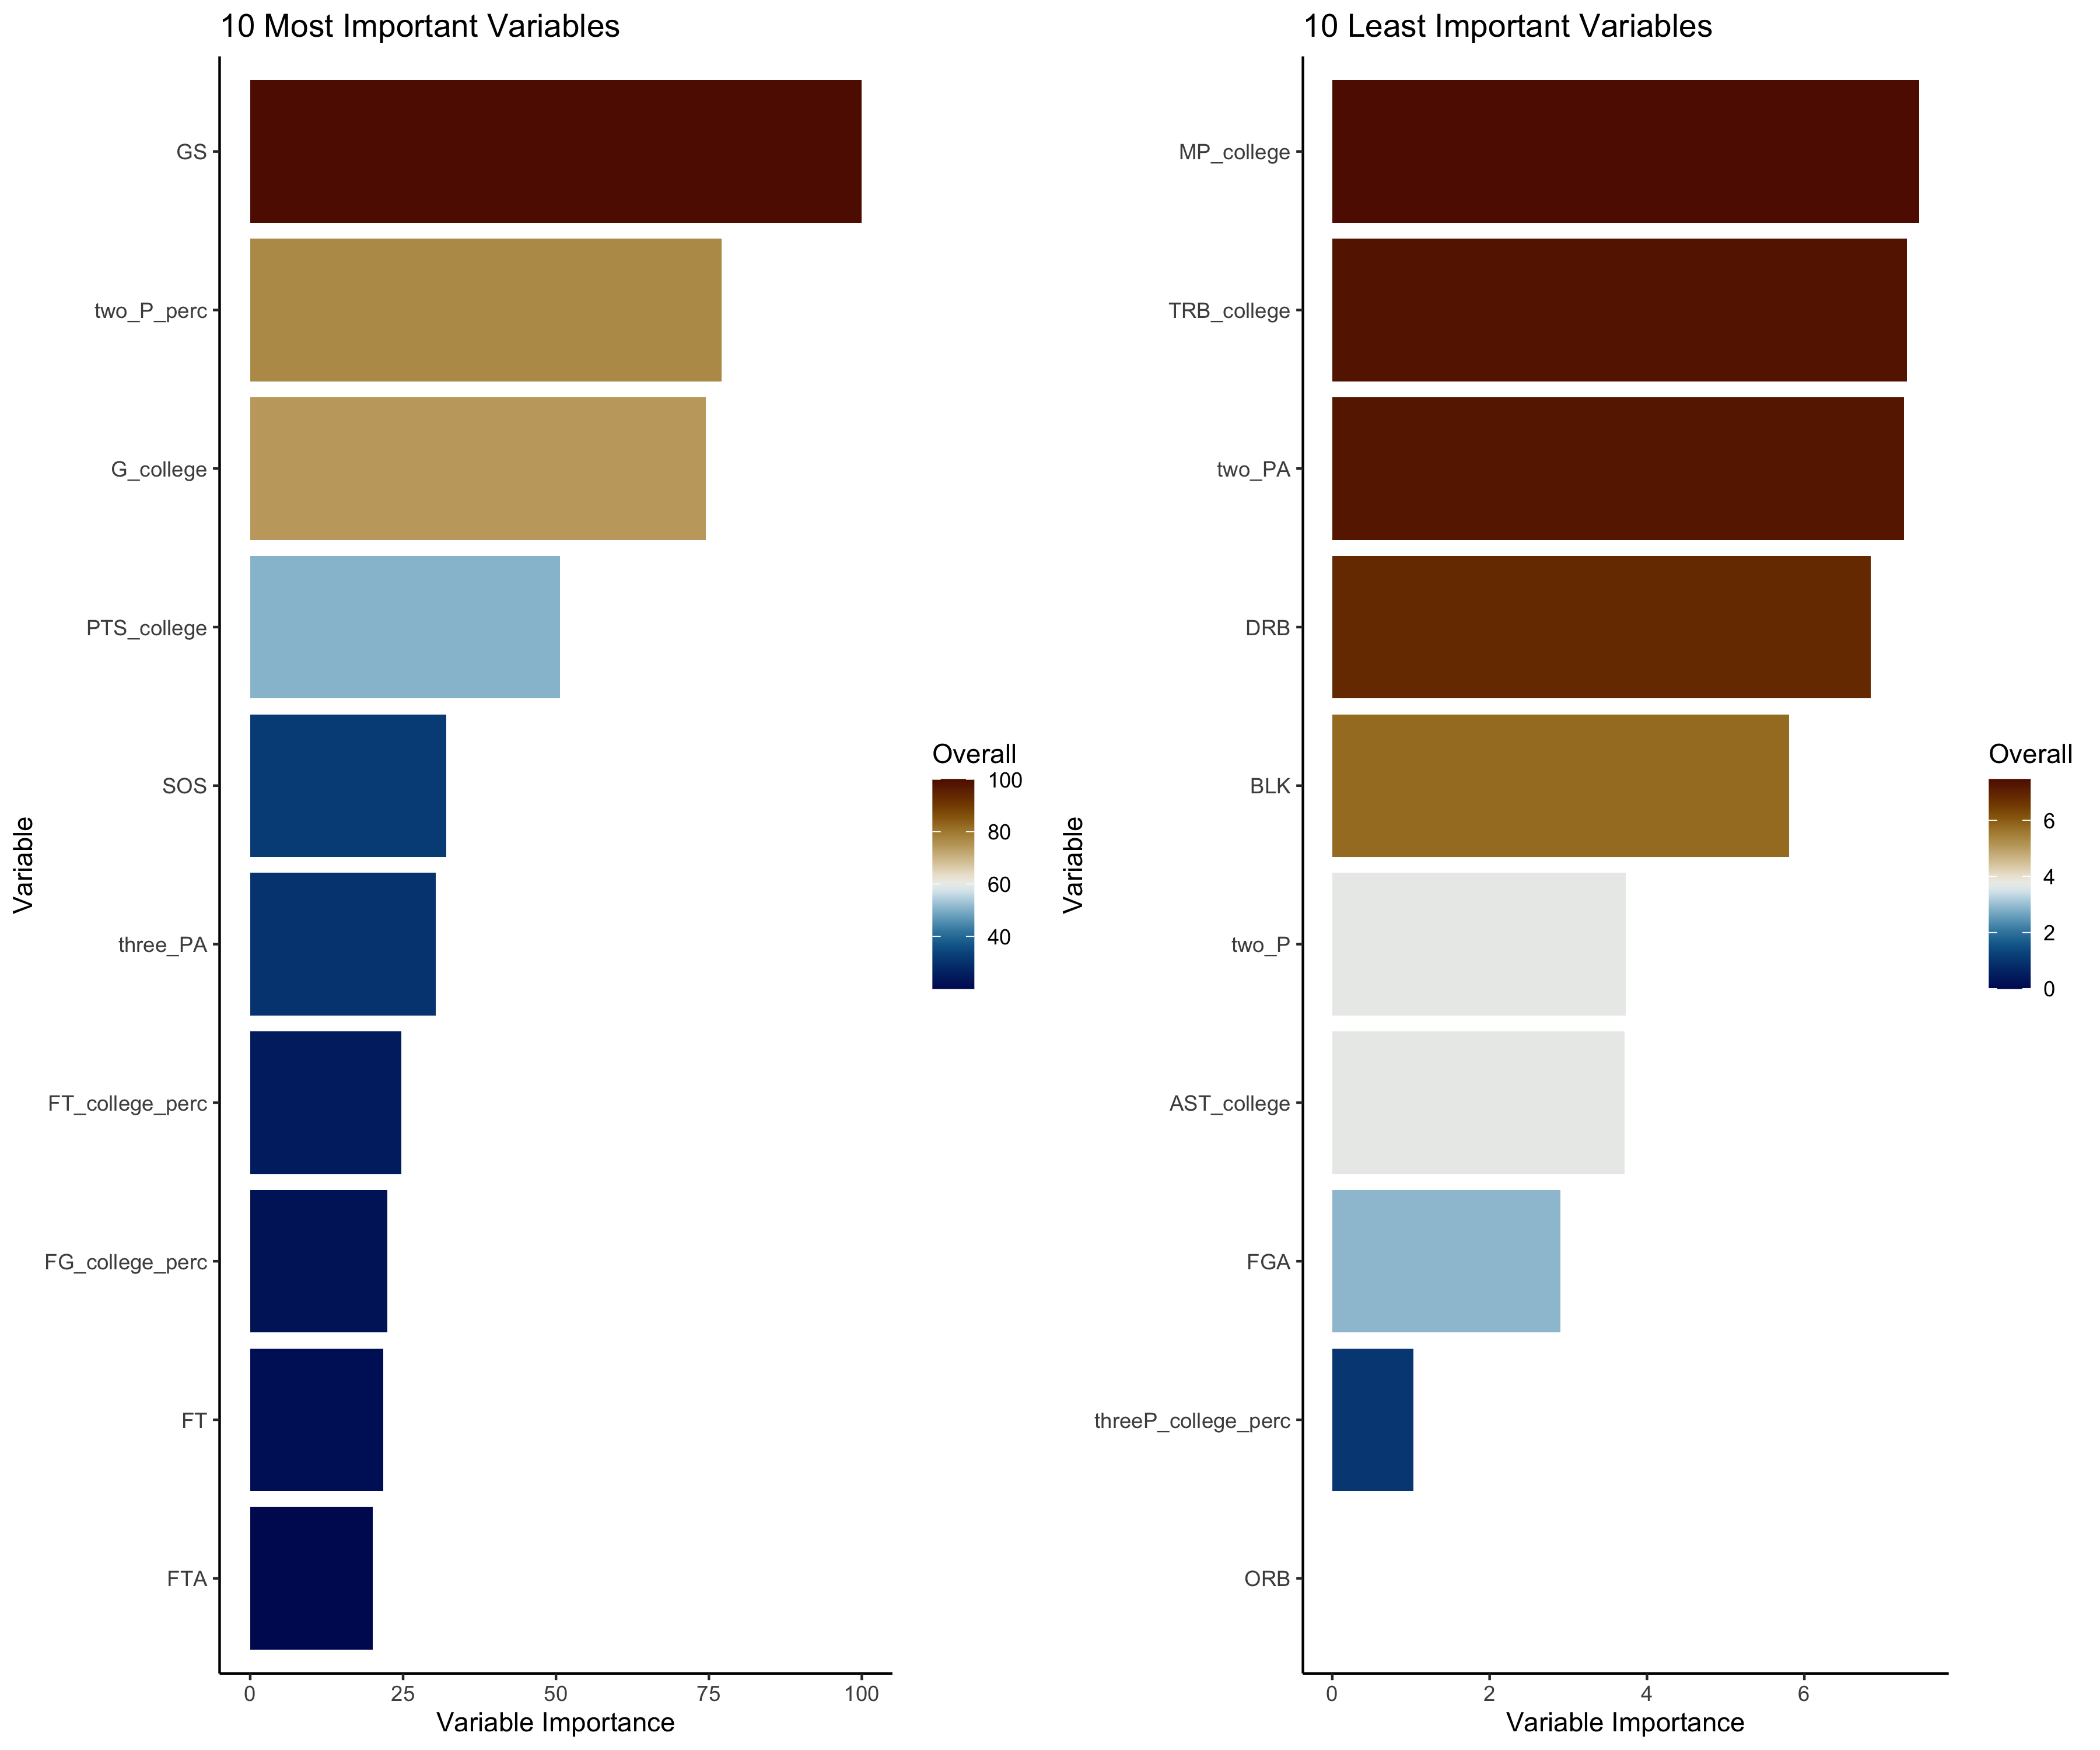 10 Most Important Variables
GS
two_P_perc
G_college
PTS_college
SOS
three_PA
FT_college_perc
FG_college_perc
FT
FTA
Variable
0 25 50 75 100
Variable Importance
Overall
100
80
60
40
10 Least Important Variables
MP_college
TRB_college
two_PA
DRB
BLK
two_P
AST_college
FGA
threeP_college_perc
ORB
Variable
0 2 4 6
Variable Importance
Overall
6
4
2
0